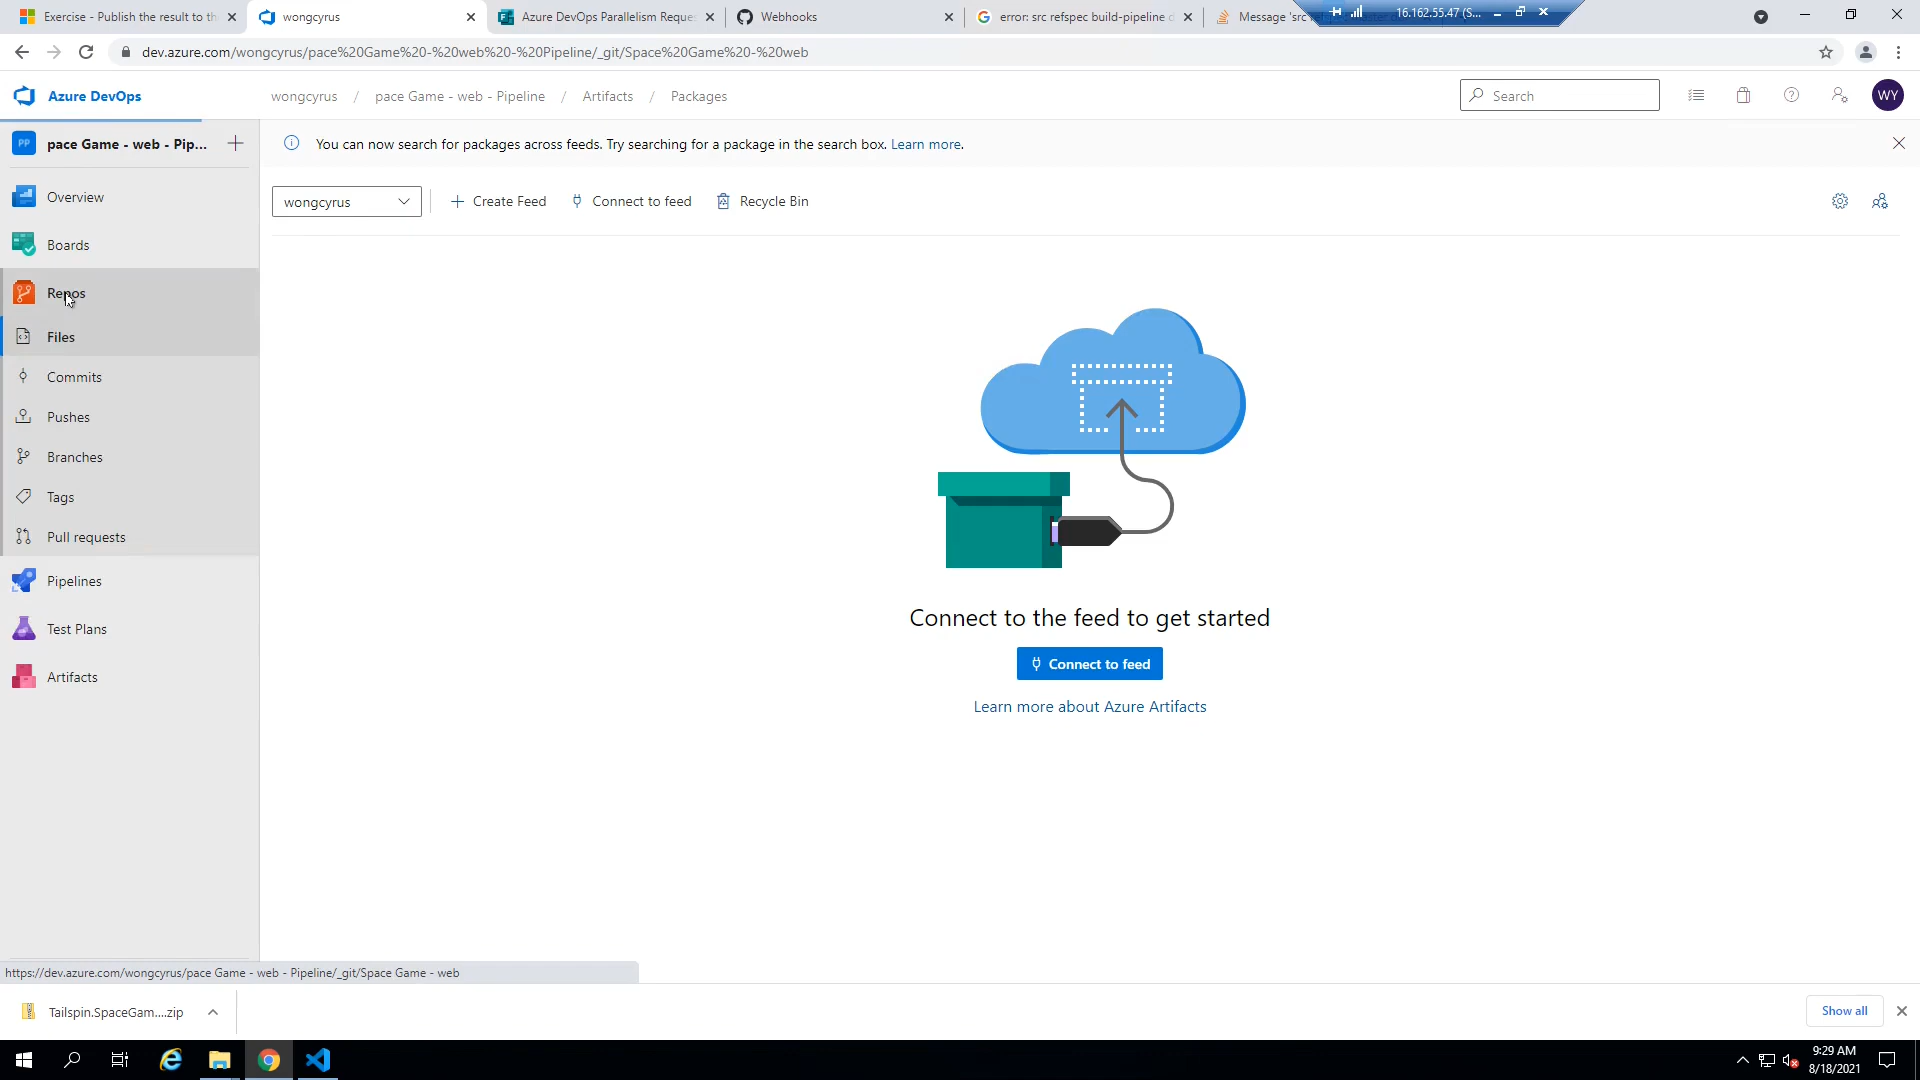 Exercise - Publish the result to th
wongcyrus
Azure DevOps Parallelism Reque
Webhooks
error: src refspec build-pipeline d
Message 'src
16.162.55.47 (S...
dev.azure.com/wongcyrus/pace%20Game%20-%20web%20-%20Pipeline/_git/Space%20Game%20-%20web
Azure DevOps
wongcyrus / pace Game - web - Pipeline / Artifacts / Packages
Search
WY
PP
pace Game - web - Pip...
You can now search for packages across feeds. Try searching for a package in the search box. Learn more.
Overview
wongcyrus
Create Feed
Connect to feed
Recycle Bin
Boards
Repos
Files
Commits
Pushes
Branches
Tags
Pull requests
Pipelines
Test Plans
Artifacts
Connect to the feed to get started
Connect to feed
Learn more about Azure Artifacts
https://dev.azure.com/wongcyrus/pace Game - web - Pipeline/_git/Space Game - web
Tailspin.SpaceGam....zip
Show all
9:29 AM
8/18/2021